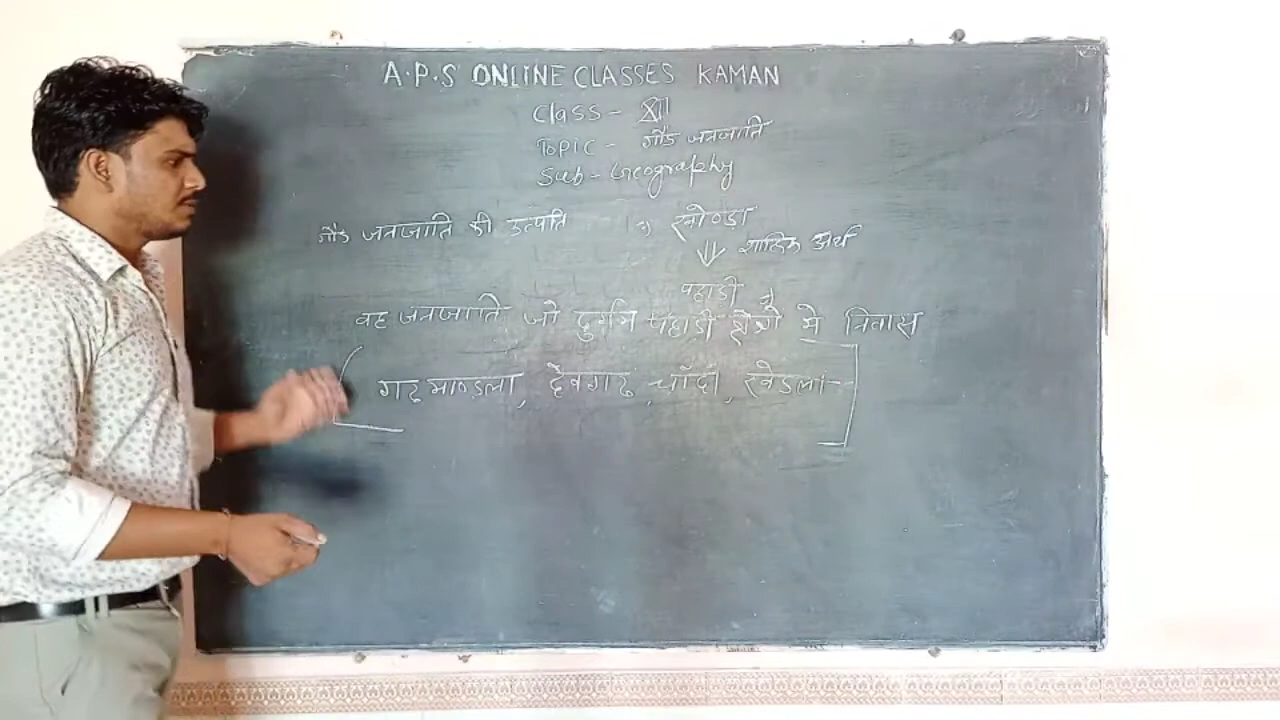 A.P.S ONLINE CLASSES KAMAN
Class - XII
Topic - गौंड जनजाति
Sub - Geography
गौंड जनजाति की उत्पति खोण्डा
शाब्दिक अर्थ
पहाडी
वह जनजाति जो दुर्गम पहाडी क्षेत्रो मे निवास
गढ माण्डला, देवगढ, चाँदा, खेडला